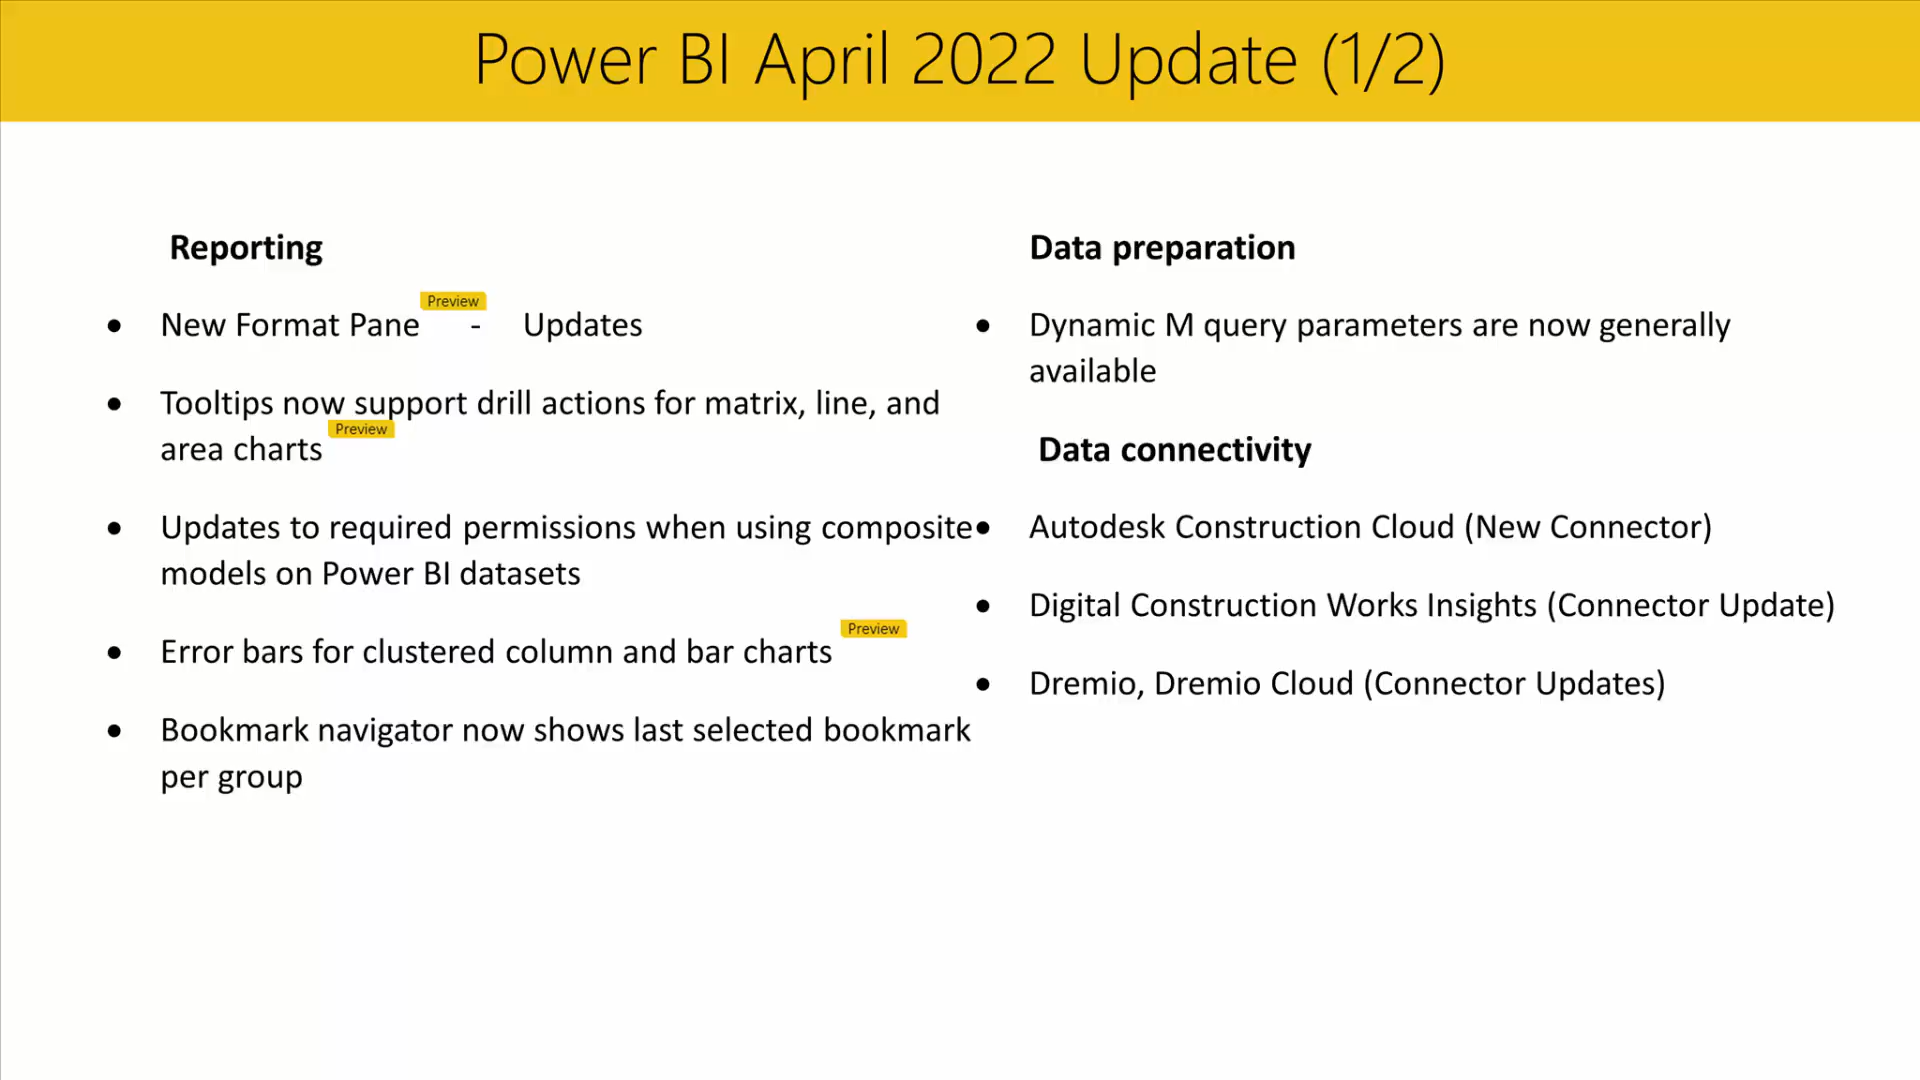 Power BI April 2022 Update (1/2)
Reporting
Preview
• New Format Pane - Updates
• Tooltips now support drill actions for matrix, line, and
Preview
area charts
• Updates to required permissions when using composite
models on Power BI datasets
Preview
• Error bars for clustered column and bar charts
• Bookmark navigator now shows last selected bookmark
per group
Data preparation
• Dynamic M query parameters are now generally
available
Data connectivity
• Autodesk Construction Cloud (New Connector)
• Digital Construction Works Insights (Connector Update)
• Dremio, Dremio Cloud (Connector Updates)